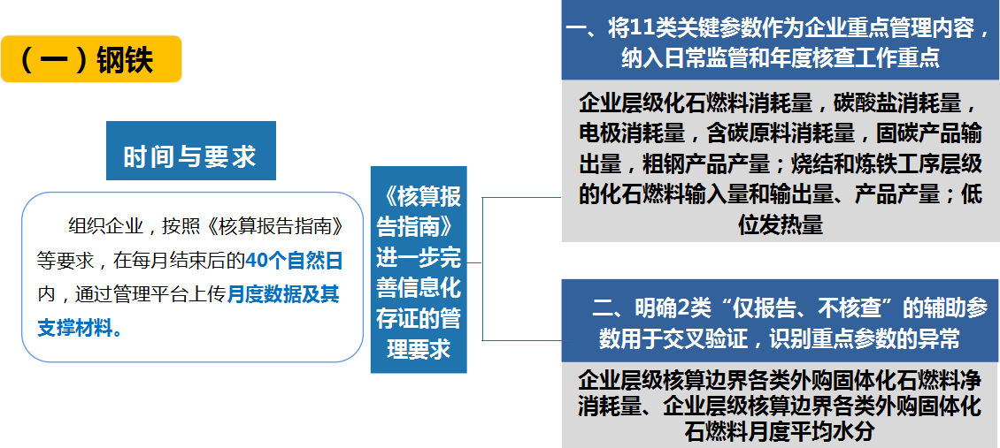 （一）钢铁
时间与要求
组织企业，按照《核算报告指南》
等要求，在每月结束后的40个自然日
内，通过管理平台上传月度数据及其
支撑材料。
《核算报
告指南》
进一步完
善信息化
存证的管
理要求
一、将11类关键参数作为企业重点管理内容，
纳入日常监管和年度核查工作重点
企业层级化石燃料消耗量，碳酸盐消耗量，
电极消耗量，含碳原料消耗量，固碳产品输
出量，粗钢产品产量；烧结和炼铁工序层级
的化石燃料输入量和输出量、产品产量；低
位发热量
二、明确2类“仅报告、不核查”的辅助参
数用于交叉验证，识别重点参数的异常
企业层级核算边界各类外购固体化石燃料净
消耗量、企业层级核算边界各类外购固体化
石燃料月度平均水分